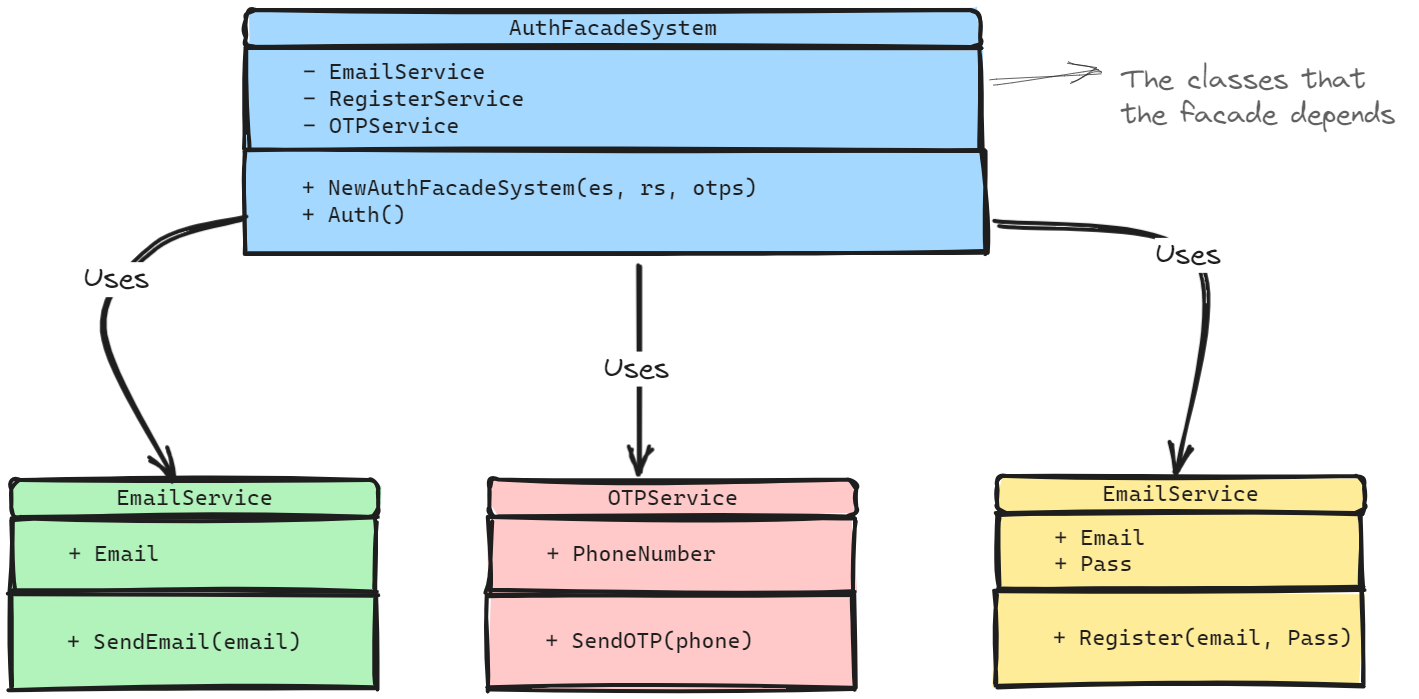 AuthFacadeSystem
- EmailService
- RegisterService
- OTPService
The classes that
the facade depends
+ NewAuthFacadeSystem(es, rs, otps)
+ Auth()
Uses
Uses
Uses
EmailService
+ Email
+ SendEmail(email)
OTPService
+ PhoneNumber
+ SendOTP(phone)
EmailService
+ Email
+ Pass
+ Register(email, Pass)